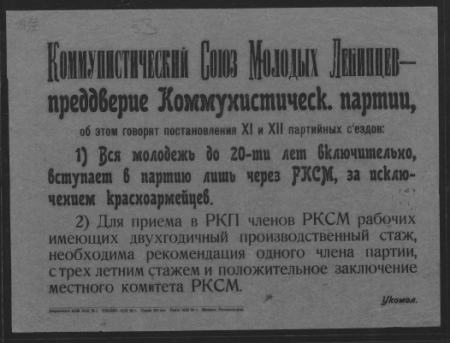 Коммунистический Союз Молодых Ленинцев—
преддверие Коммунистическ. партии,
об этом говорят постановления XI и XII партийных с'ездов:
1) Вся молодежь до 20-ти лет включительно,
вступает в партию лишь через РКСМ, за исклю-
чением красноармейцев.
2) Для приема в РКП членов РКСМ рабочих
имеющих двухгодичный производственный стаж,
необходима рекомендация одного члена партии,
с трех летним стажем и положительное заключение
местного комитета РКСМ.
Укомол.